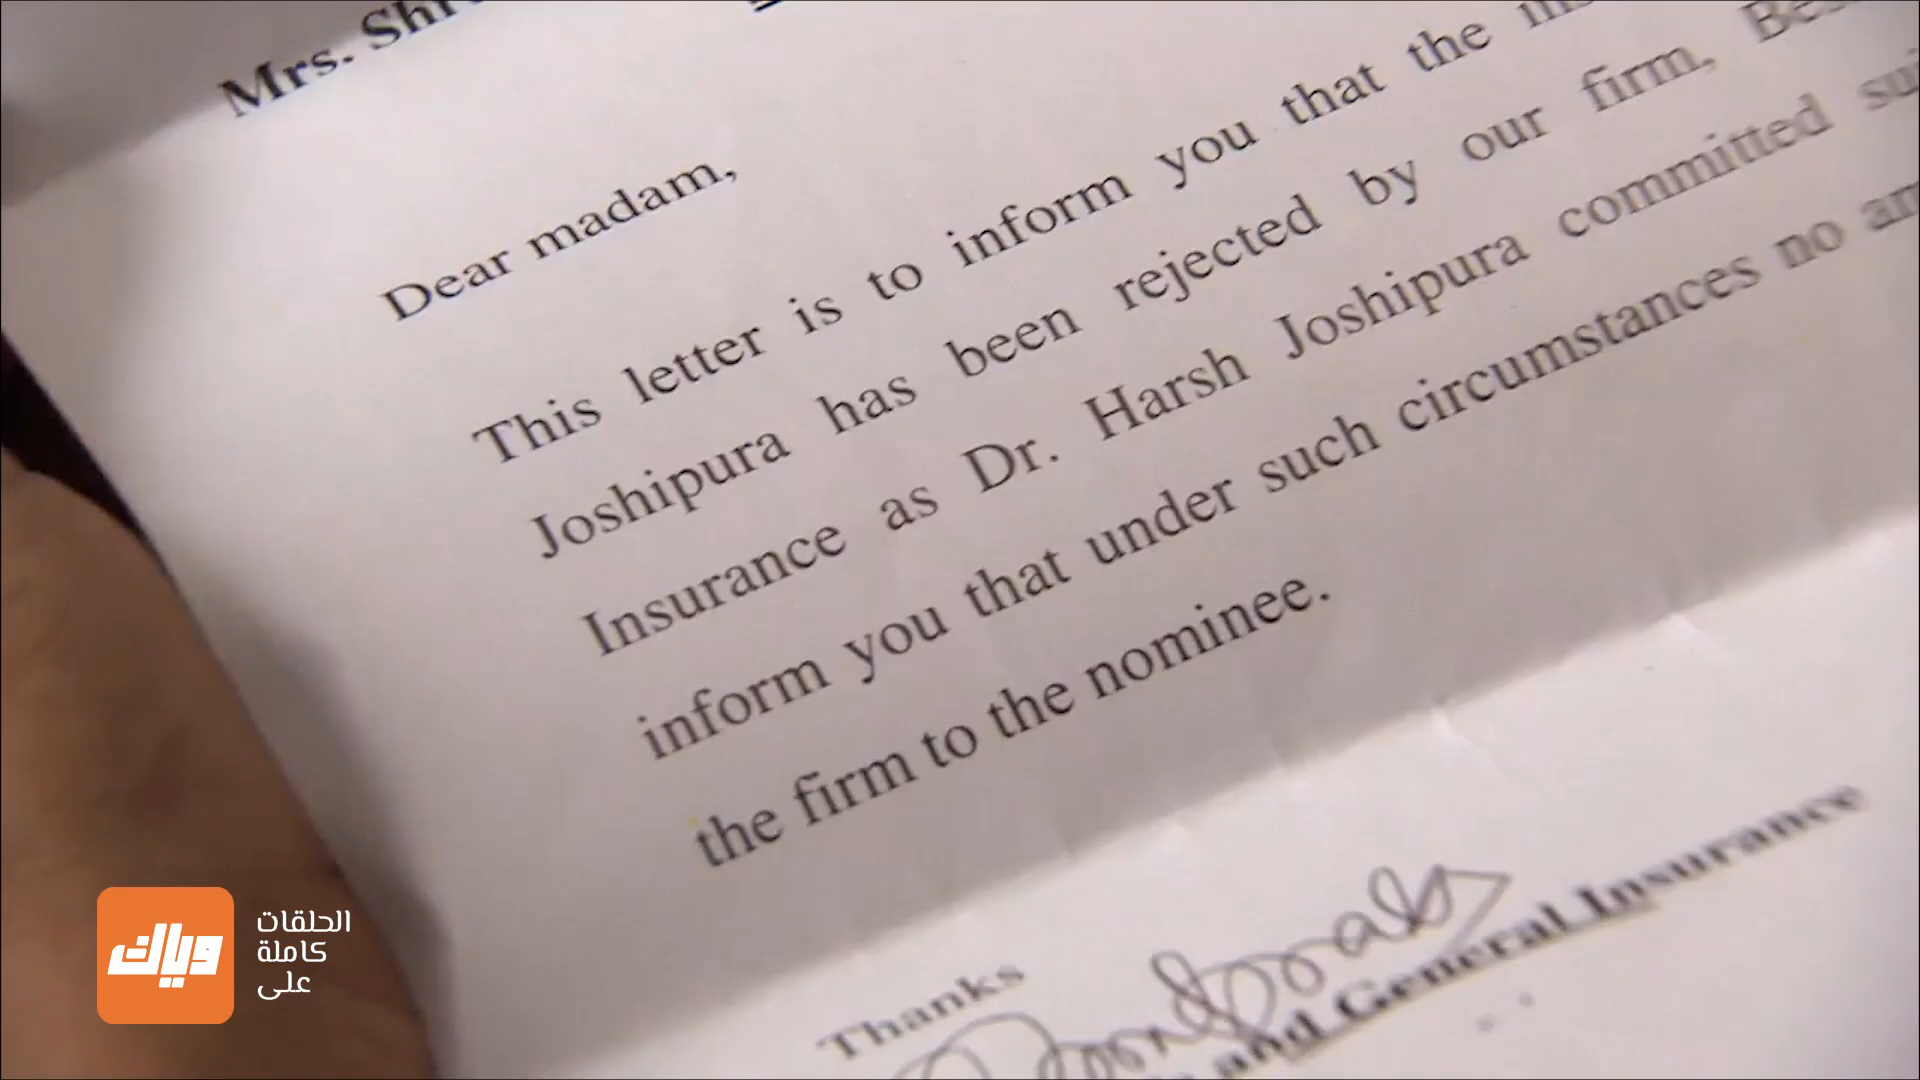 Mrs.
Dear madam,
This letter is to inform you that the
Joshipura has been rejected by our firm,
Insurance as Dr. Harsh Joshipura committed
inform you that under such circumstances no
the firm to the nominee.
Thanks
and General Insurance
وياك
الحلقات
كاملة
على